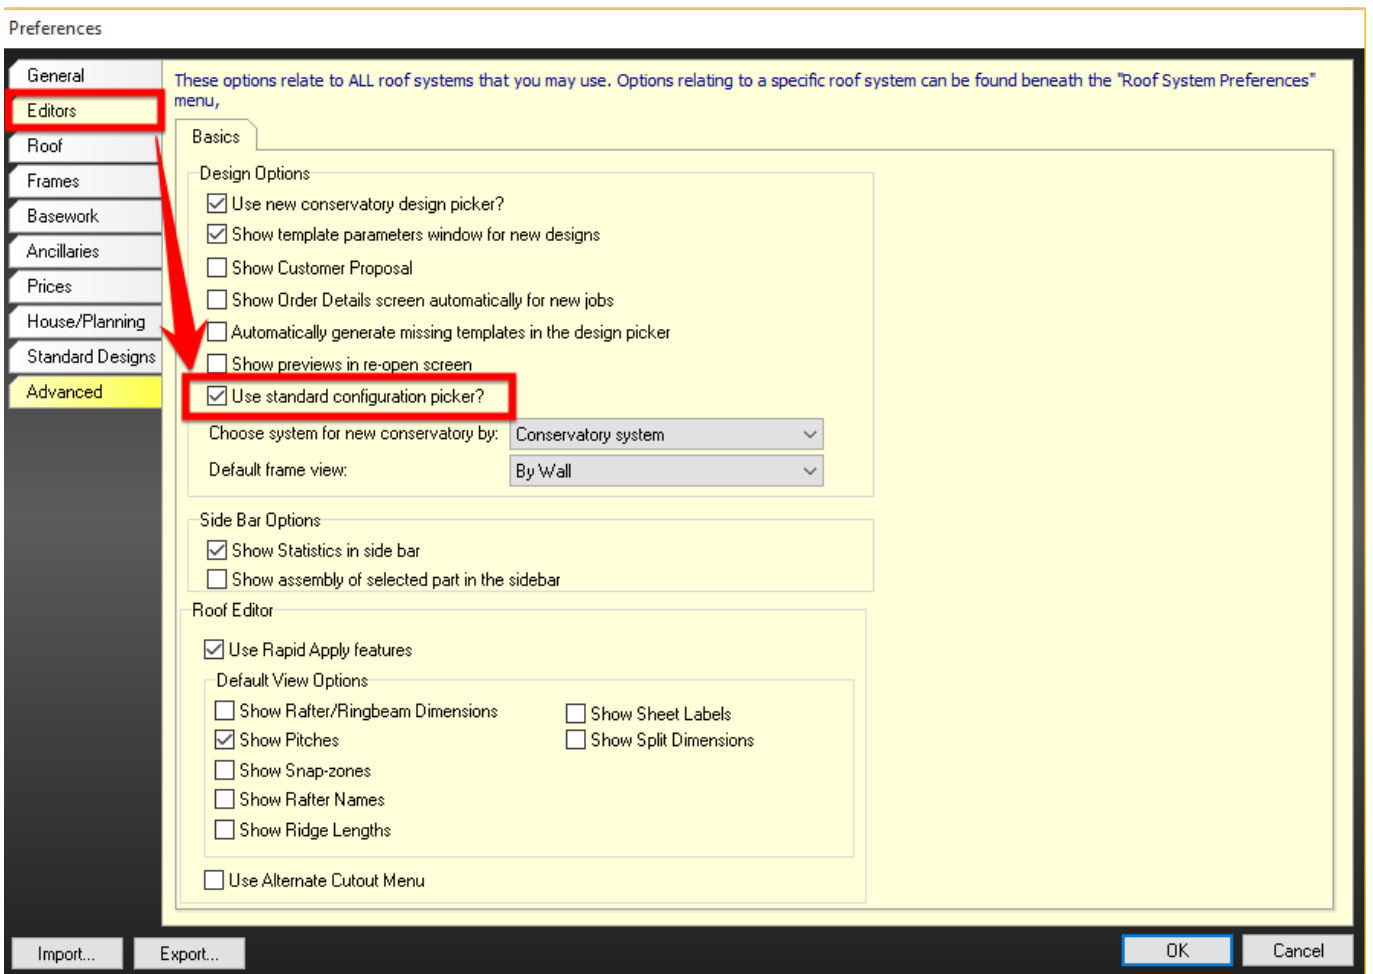 Preferences
General
Editors
Roof
Frames
Basework
Ancillaries
Prices
House/Planning
Standard Designs
Advanced
These options relate to ALL roof systems that you may use. Options relating to a specific roof system can be found beneath the "Roof System Preferences"
menu,
Basics
Design Options
Use new conservatory design picker?
Show template parameters window for new designs
Show Customer Proposal
Show Order Details screen automatically for new jobs
Automatically generate missing templates in the design picker
Show previews in re-open screen
Use standard configuration picker?
Choose system for new conservatory by: Conservatory system
Default frame view: By Wall
Side Bar Options
Show Statistics in side bar
Show assembly of selected part in the sidebar
Roof Editor
Use Rapid Apply features
Default View Options
Show Rafter/Ringbeam Dimensions
Show Sheet Labels
Show Pitches
Show Split Dimensions
Show Snap-zones
Show Rafter Names
Show Ridge Lengths
Use Alternate Cutout Menu
Import... Export... OK Cancel